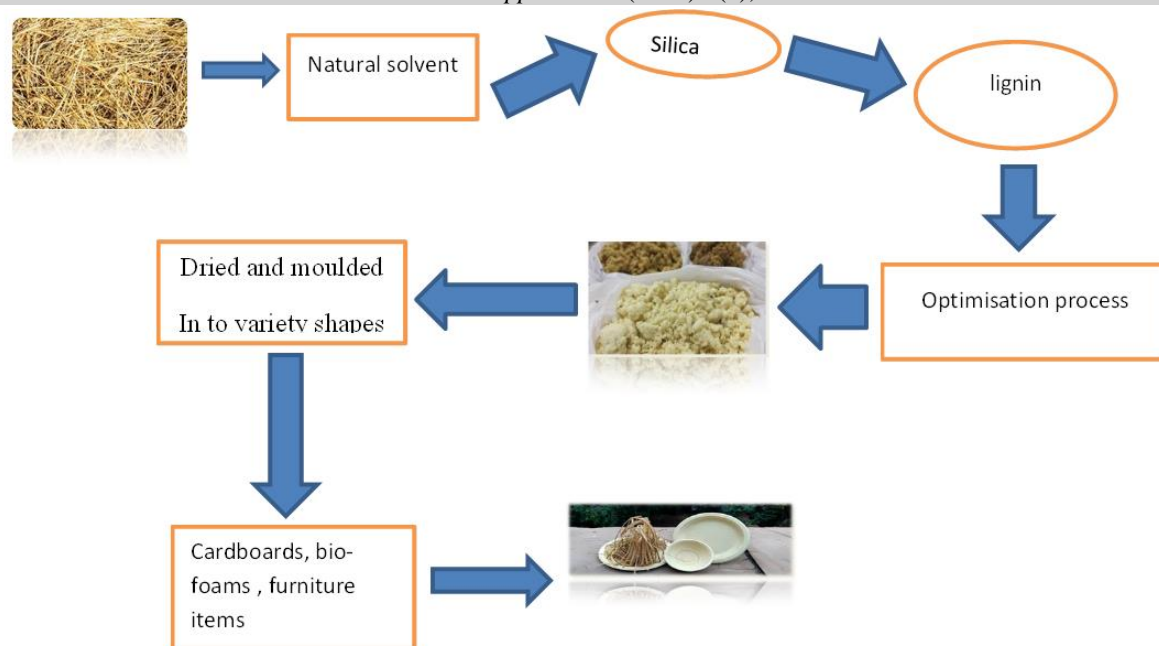 Natural solvent
Silica
lignin
Optimisation process
Dried and moulded
In to variety shapes
Cardboards, bio-
foams , furniture
items